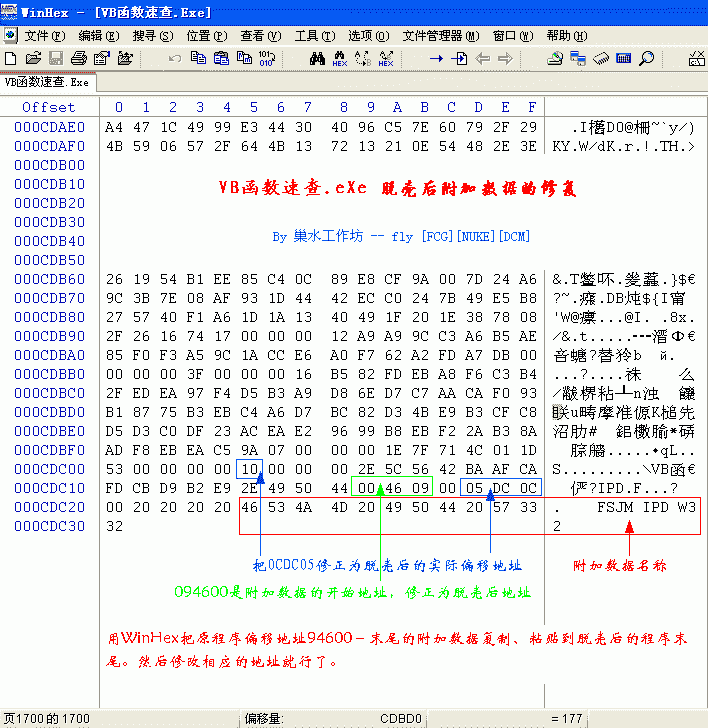 WinHex - [VB函数速查.Exe]
文件(F) 编辑(E) 搜寻(S) 位置(P) 查看(V) 工具(T) 选项(O) 文件管理器(M) 窗口(W) 帮助(H)
VB函数速查.Exe
Offset 0 1 2 3 4 5 6 7 8 9 A B C D E F
000CDAE0 A4 47 1C 49 99 E3 44 30 40 96 C5 7E 60 79 2F 29
000CDAF0 4B 59 06 57 2F 64 4B 13 72 13 21 0E 54 48 2E 3E KY.W/dK.r.!.TH.>
000CDB00
000CDB10 VB函数速查.eXe 脱壳后附加数据的修复
000CDB20
000CDB30
000CDB40 By 巢水工作坊 -- fly [FCG][NUKE][DCM]
000CDB50
000CDB60 26 19 54 B1 EE 85 C4 0C 89 E8 CF 9A 00 7D 24 A6
000CDB70 9C 3B 7E 08 AF 93 1D 44 42 EC C0 24 7B 49 E5 B8
000CDB80 27 57 40 F1 A6 1D 1A 13 40 49 1F 20 1E 38 78 08
000CDB90 2F 26 16 74 17 00 00 00 12 A9 A9 9C C3 A6 B5 AE
000CDBA0 85 F0 F3 A5 9C 1A CC E6 A0 F7 62 A2 FD A7 DB 00
000CDBB0 00 00 00 3F 00 00 00 16 B5 82 FD EB A8 F6 C3 B4
000CDBC0 2F ED EA 97 F4 D5 B3 A9 D8 6E D7 C7 AA CA F0 93
000CDBD0 B1 87 75 B3 EB C4 A6 D7 BC 82 D3 4B E9 B3 CF C8
000CDBE0 D5 D3 C0 DF 23 AC EA E2 96 99 B8 EB F2 2A B3 8A
000CDBF0 AD F8 EB EA C5 9A 07 00 00 00 1E 7F 71 4C 01 1D
000CDC00 53 00 00 00 00 10 00 00 00 2E 5C 56 42 BA AF CA S.........\VB函€
000CDC10 FD CB D9 B2 E9 2E 49 50 44 00 46 09 00 05 DC 0C
000CDC20 00 20 20 20 20 46 53 4A 4D 20 49 50 44 20 57 33 . FSJM IPD W3
000CDC30 32 2
把0CDC05修正为脱壳后的实际偏移地址 附加数据名称
094600是附加数据的开始地址，修正为脱壳后地址
用WinHex把原程序偏移地址94600－末尾的附加数据复制、粘贴到脱壳后的程序末
尾。然后修改相应的地址就行了。
页1700 的 1700 偏移量: CDBD0 = 177